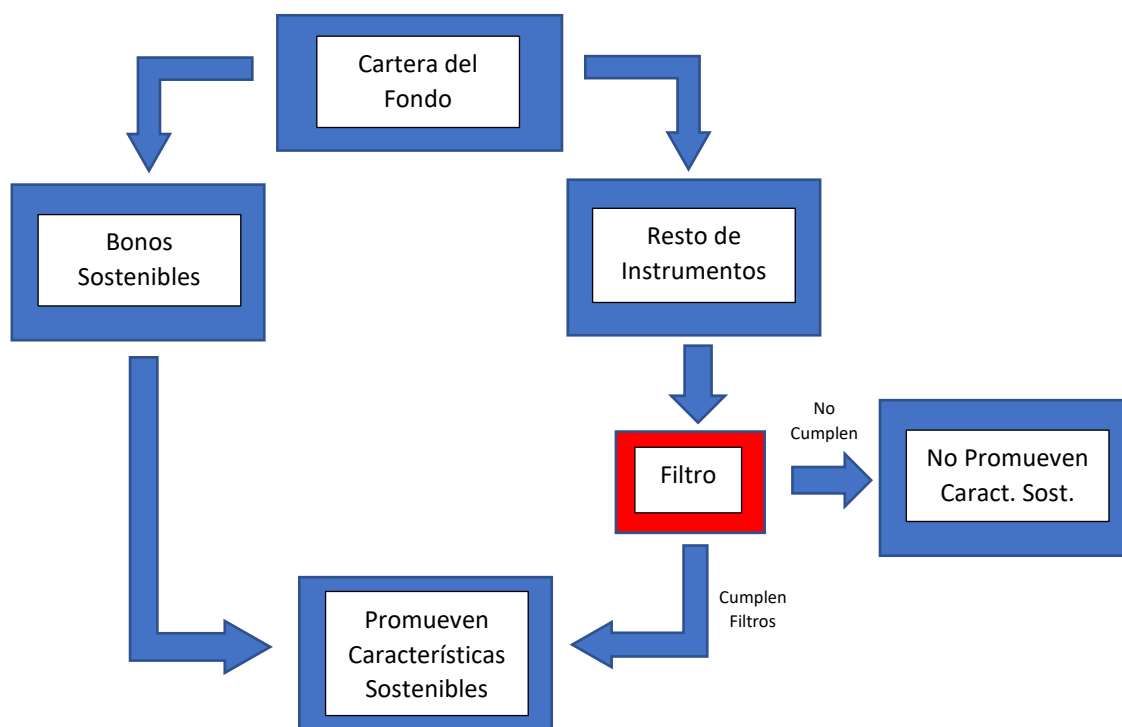 Cartera del
Fondo
Bonos
Sostenibles
Resto de
Instrumentos
No
Cumplen
Filtro
No Promueven
Caract. Sost.
Cumplen
Filtros
Promueven
Características
Sostenibles